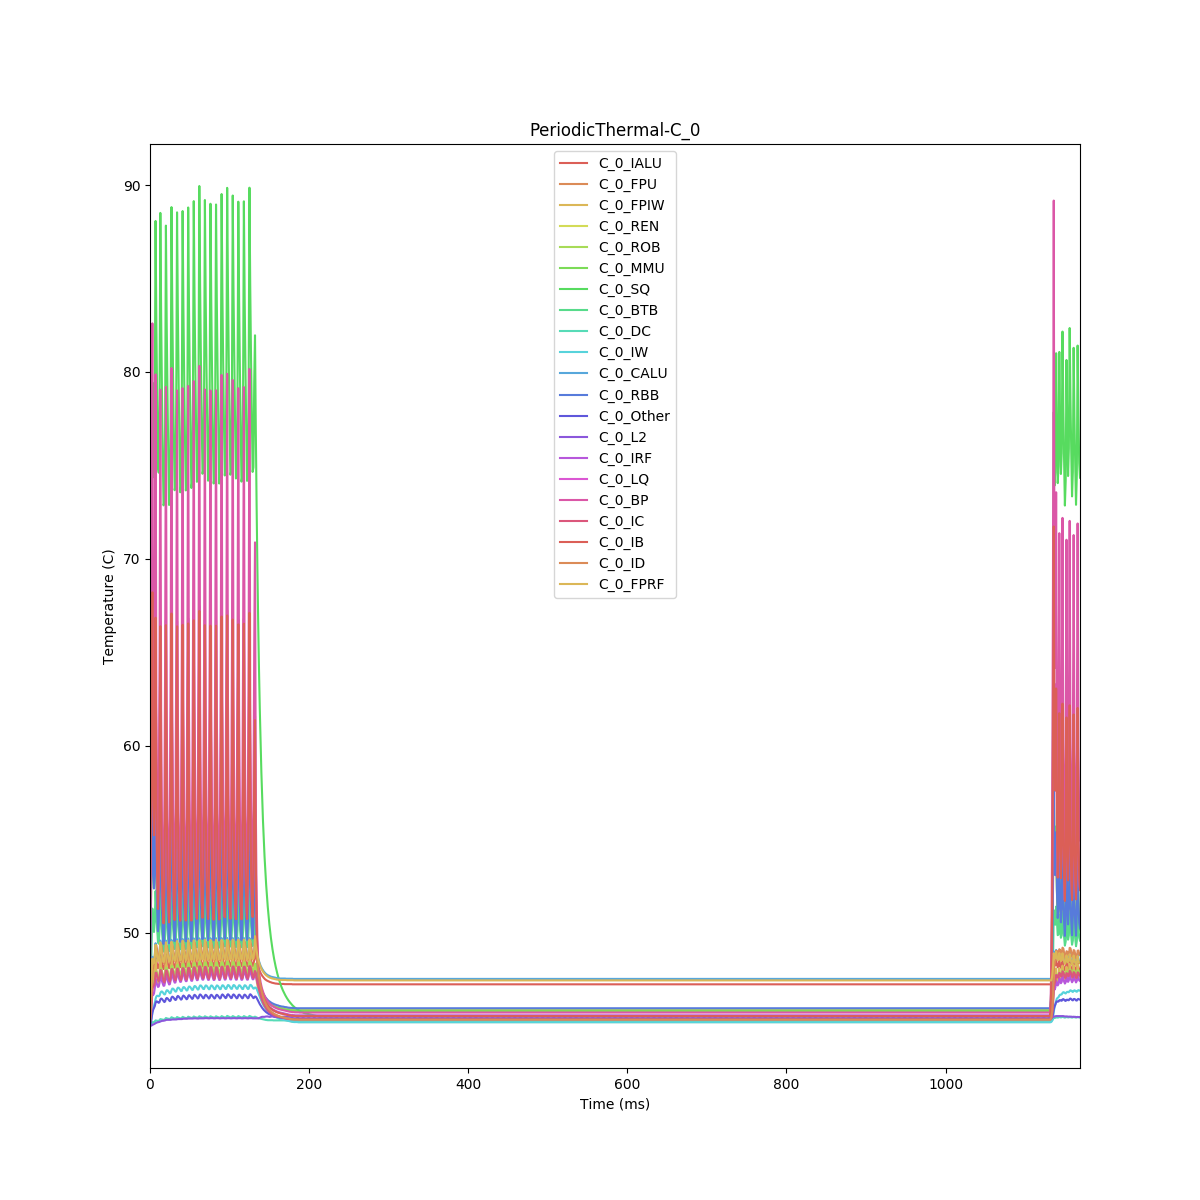 PeriodicThermal-C_0
C_0_IALU
C_0_FPU
C_0_FPIW
C_0_REN
C_0_ROB
C_0_MMU
C_0_SQ
C_0_BTB
C_0_DC
C_0_IW
C_0_CALU
C_0_RBB
C_0_Other
C_0_L2
C_0_IRF
C_0_LQ
C_0_BP
C_0_IC
C_0_IB
C_0_ID
C_0_FPRF
90
80
70
60
50
Temperature (C)
0 200 400 600 800 1000
Time (ms)